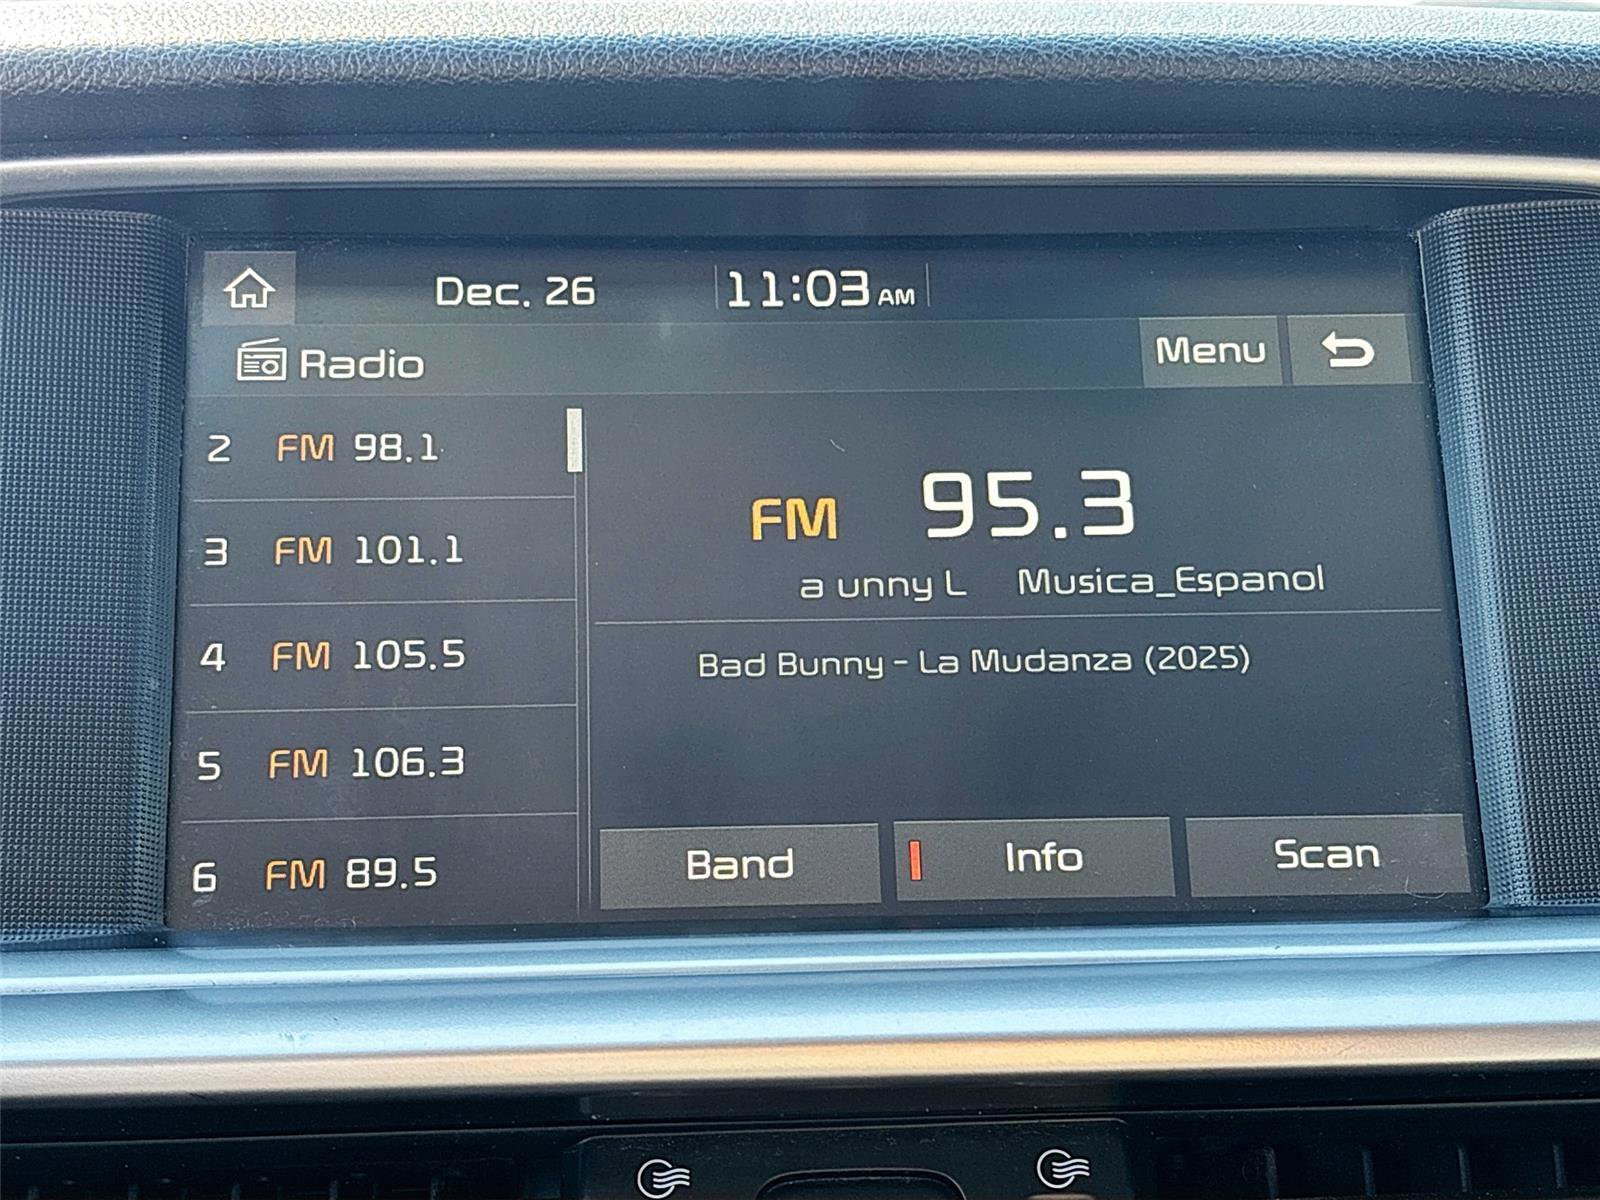 Dec. 26 11:03 AM
Radio Menu
2 FM 98.1
3 FM 101.1
4 FM 105.5
5 FM 106.3
6 FM 89.5
FM 95.3
a unny L Musica_Espanol
Bad Bunny - La Mudanza (2025)
Band Info Scan